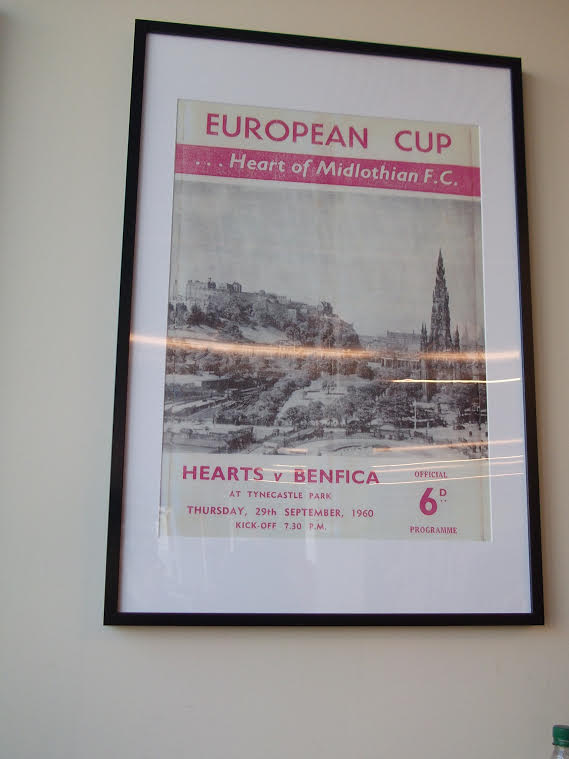 EUROPEAN CUP
... Heart of Midlothian F.C.
HEARTS v BENFICA
AT TYNECASTLE PARK
THURSDAY, 29th SEPTEMBER, 1960
KICK-OFF 7.30 P.M.
OFFICIAL
6D
PROGRAMME